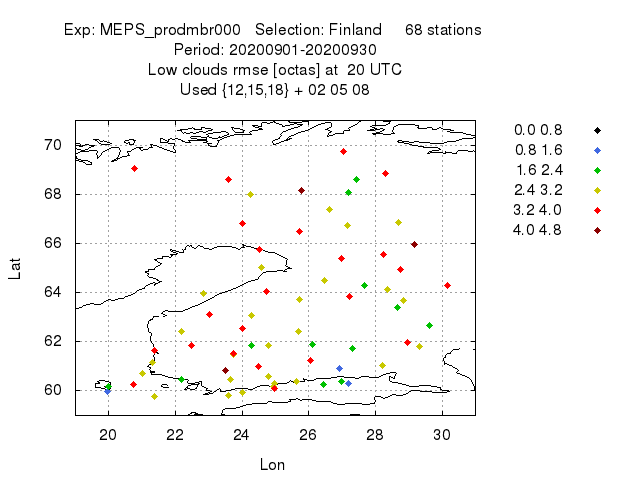 Exp: MEPS_prodmbr000 Selection: Finland 68 stations
Period: 20200901-20200930
Low clouds rmse [octas] at 20 UTC
Used {12,15,18} + 02 05 08
70
68
66
64
62
60
20 22 24 26 28 30
Lat
Lon
0.0 0.8
0.8 1.6
1.6 2.4
2.4 3.2
3.2 4.0
4.0 4.8